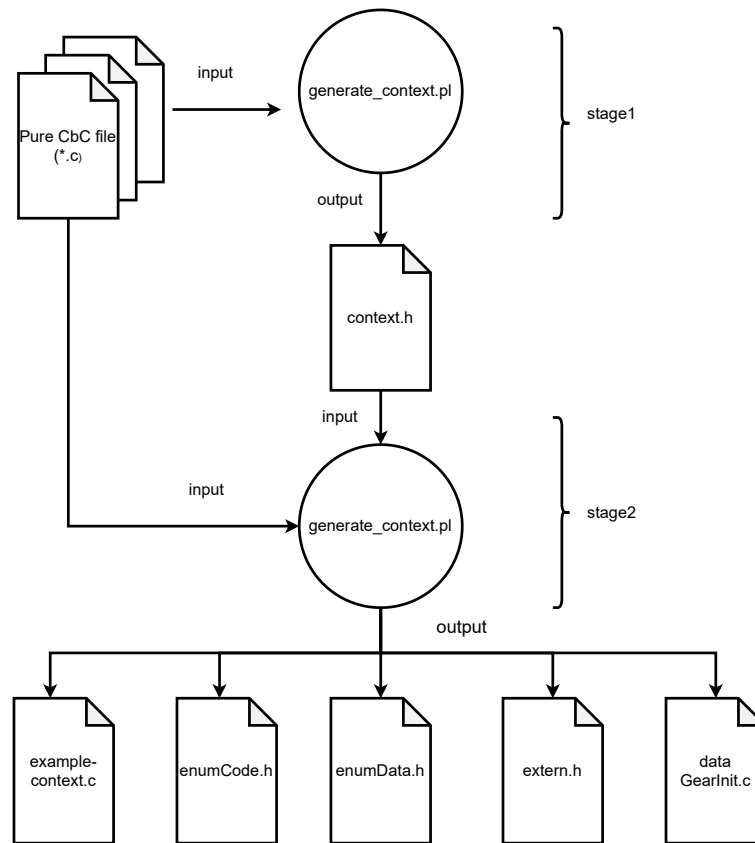 input
generate_context.pl
stage1
Pure CbC file
(*.c)
output
context.h
input
input
generate_context.pl
stage2
output
example-
context.c
enumCode.h
enumData.h
extern.h
data
GearInit.c